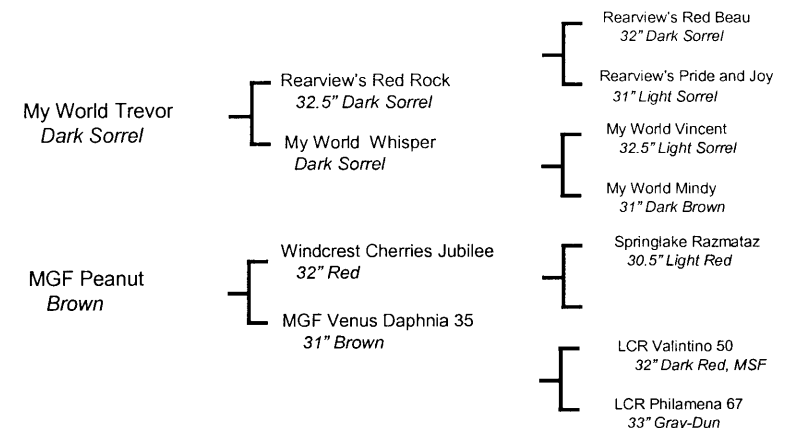 My World Trevor
Dark Sorrel
MGF Peanut
Brown
Rearview's Red Rock
32.5" Dark Sorrel
My World Whisper
Dark Sorrel
Windcrest Cherries Jubilee
32" Red
MGF Venus Daphnia 35
31" Brown
Rearview's Red Beau
32" Dark Sorrel
Rearview's Pride and Joy
31" Light Sorrel
My World Vincent
32.5" Light Sorrel
My World Mindy
31" Dark Brown
Springlake Razmataz
30.5" Light Red
LCR Valintino 50
32" Dark Red, MSF
LCR Philamena 67
33" Gray-Dun